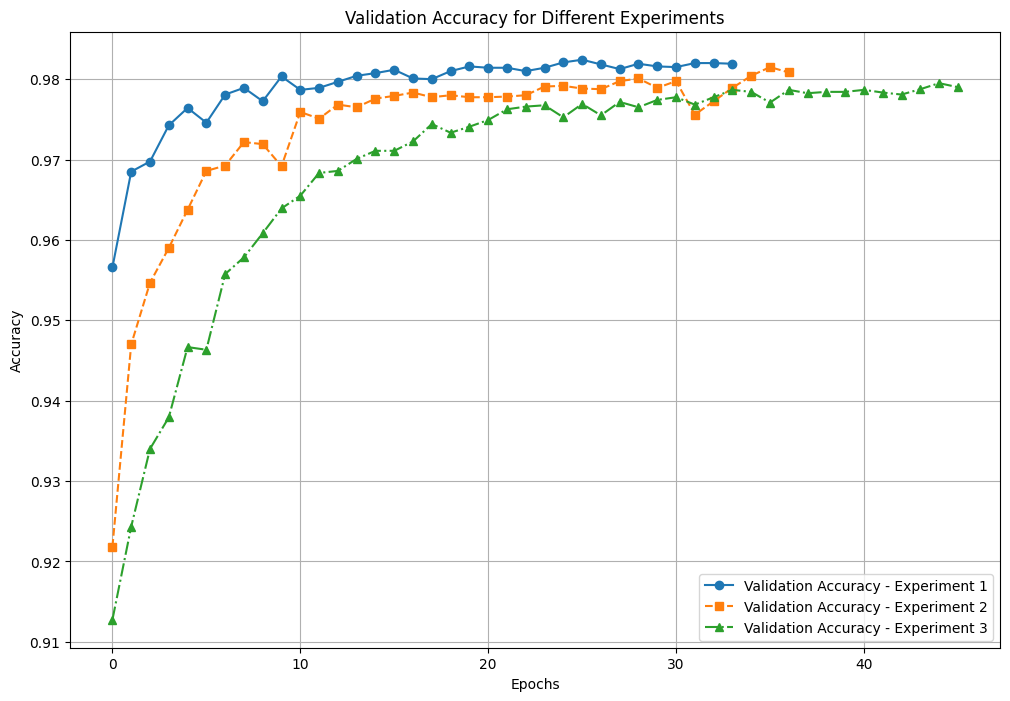 Validation Accuracy for Different Experiments
0.98
0.97
0.96
0.95
0.94
0.93
0.92
0.91
Accuracy
0
10
20
30
40
Epochs
Validation Accuracy - Experiment 1
Validation Accuracy - Experiment 2
Validation Accuracy - Experiment 3